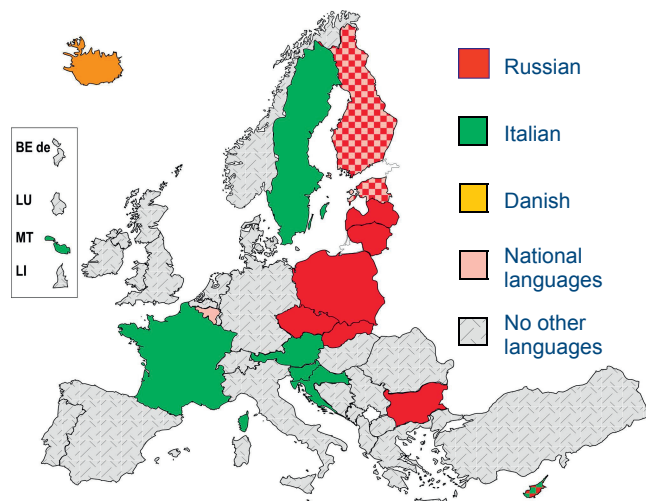 Russian
Italian
Danish
National
languages
No other
languages
BE de
LU
MT
LI